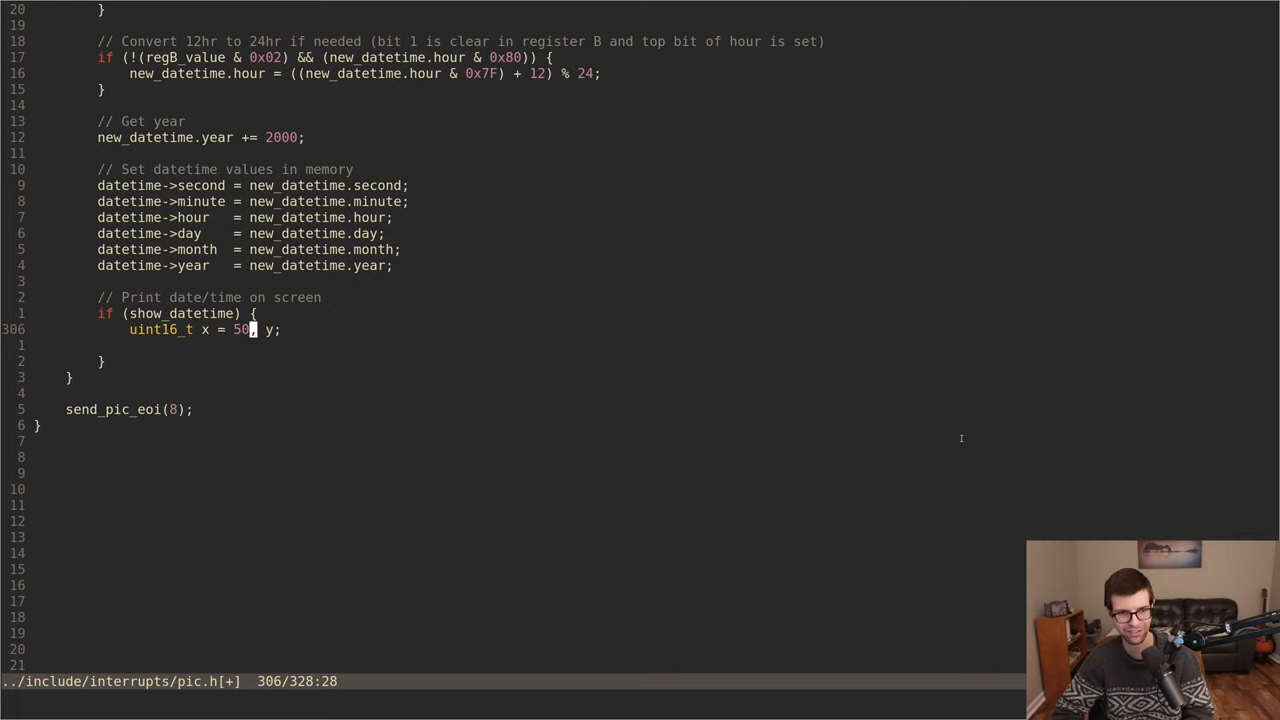 20         }
19
18         // Convert 12hr to 24hr if needed (bit 1 is clear in register B and top bit of hour is set)
17         if (!(regB_value & 0x02) && (new_datetime.hour & 0x80)) {
16             new_datetime.hour = ((new_datetime.hour & 0x7F) + 12) % 24;
15         }
14
13         // Get year
12         new_datetime.year += 2000;
11
10         // Set datetime values in memory
9         datetime->second = new_datetime.second;
8         datetime->minute = new_datetime.minute;
7         datetime->hour   = new_datetime.hour;
6         datetime->day    = new_datetime.day;
5         datetime->month  = new_datetime.month;
4         datetime->year   = new_datetime.year;
3
2         // Print date/time on screen
1         if (show_datetime) {
306             uint16_t x = 50, y;
1
2         }
3     }
4
5     send_pic_eoi(8);
6 }
7
8
9
10
11
12
13
14
15
16
17
18
19
20
21
../include/interrupts/pic.h[+]  306/328:28